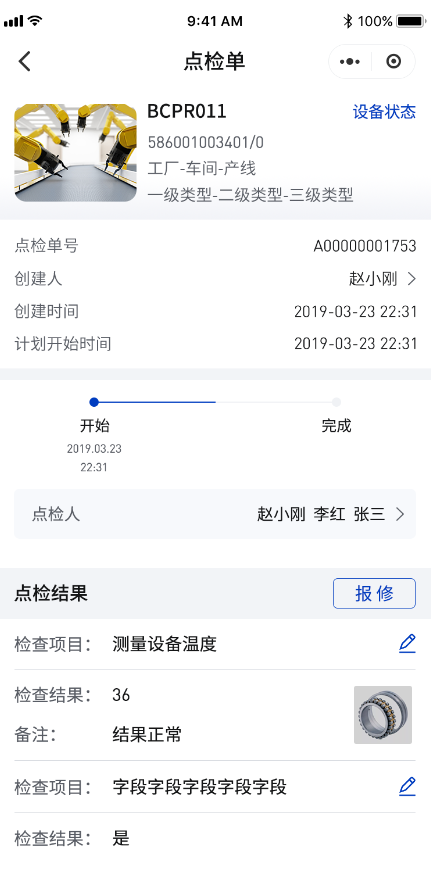 9:41 AM 100%
点检单
BCPR011 设备状态
586001003401/0
工厂-车间-产线
一级类型-二级类型-三级类型
点检单号 A00000001753
创建人 赵小刚
创建时间 2019-03-23 22:31
计划开始时间 2019-03-23 22:31
开始 完成
2019.03.23
22:31
点检人 赵小刚 李红 张三
点检结果 报修
检查项目： 测量设备温度
检查结果： 36
备注： 结果正常
检查项目： 字段字段字段字段字段
检查结果： 是